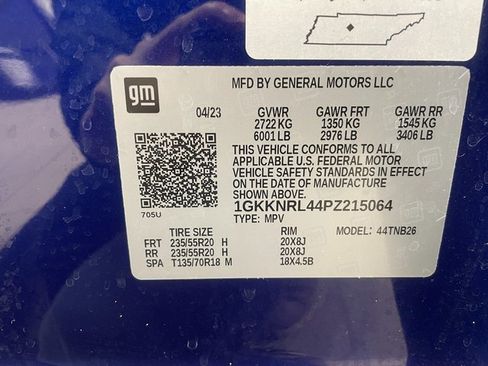 gm
MFD BY GENERAL MOTORS LLC
04/23 GVWR GAWR FRT GAWR RR
2722 KG 1350 KG 1545 KG
6001 LB 2976 LB 3406 LB
THIS VEHICLE CONFORMS TO ALL
APPLICABLE U.S. FEDERAL MOTOR
VEHICLE SAFETY STANDARDS IN EFFECT
ON THE DATE OF MANUFACTURE
SHOWN ABOVE.
1GKKNRL44PZ215064
705U
TYPE: MPV
TIRE SIZE RIM MODEL: 44TNB26
FRT 235/55R20 H 20X8J
RR 235/55R20 H 20X8J
SPA T135/70R18 M 18X4.5B